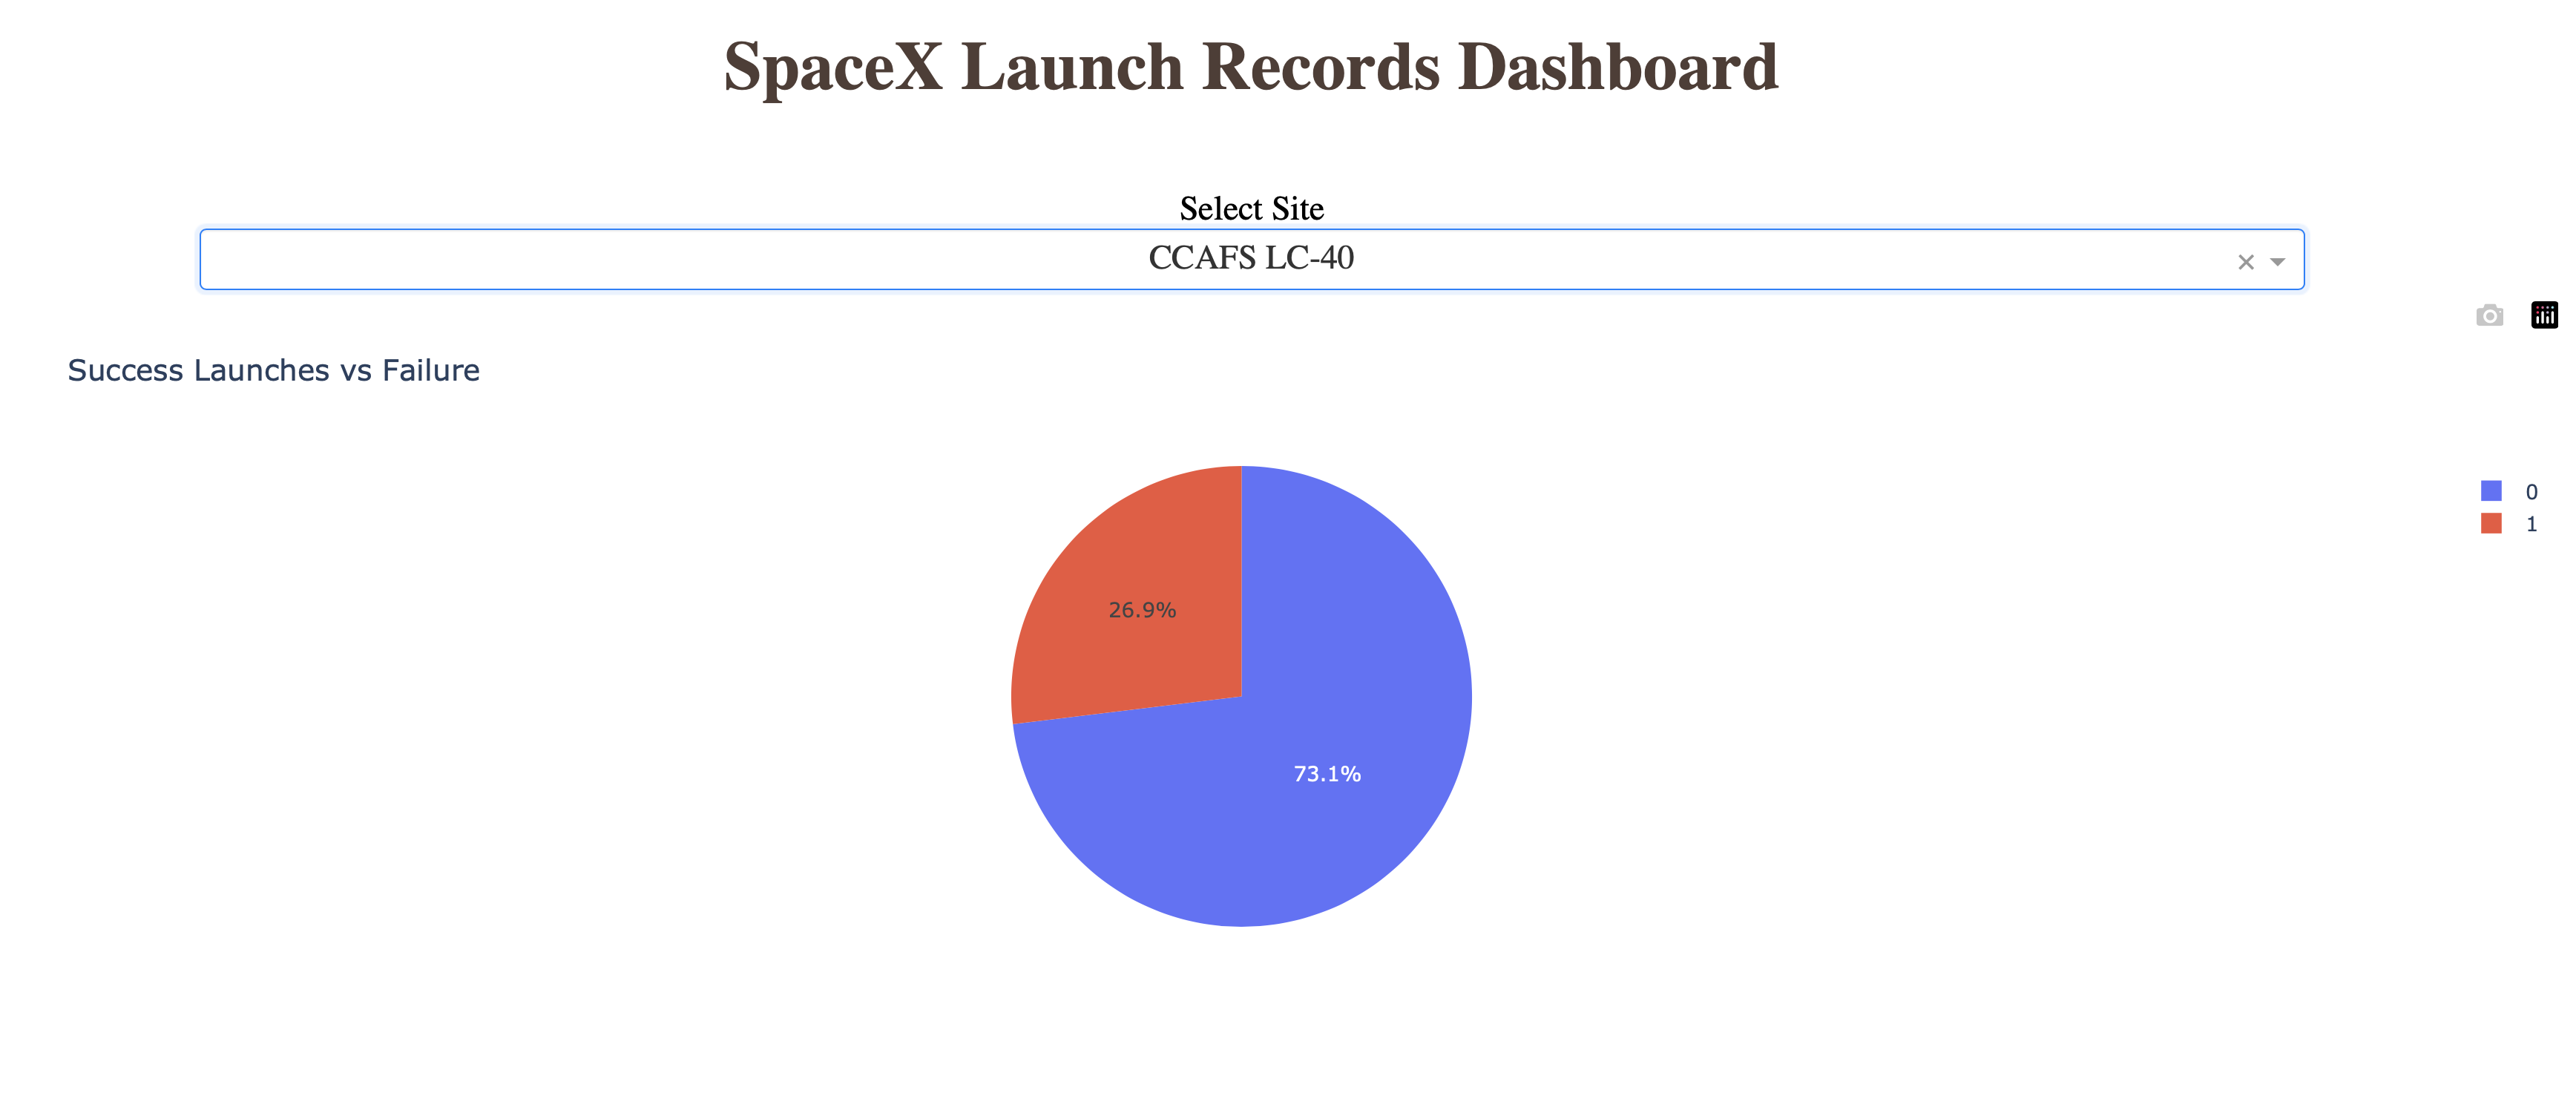 SpaceX Launch Records Dashboard
Select Site
CCAFS LC-40
Success Launches vs Failure
0
1
26.9%
73.1%